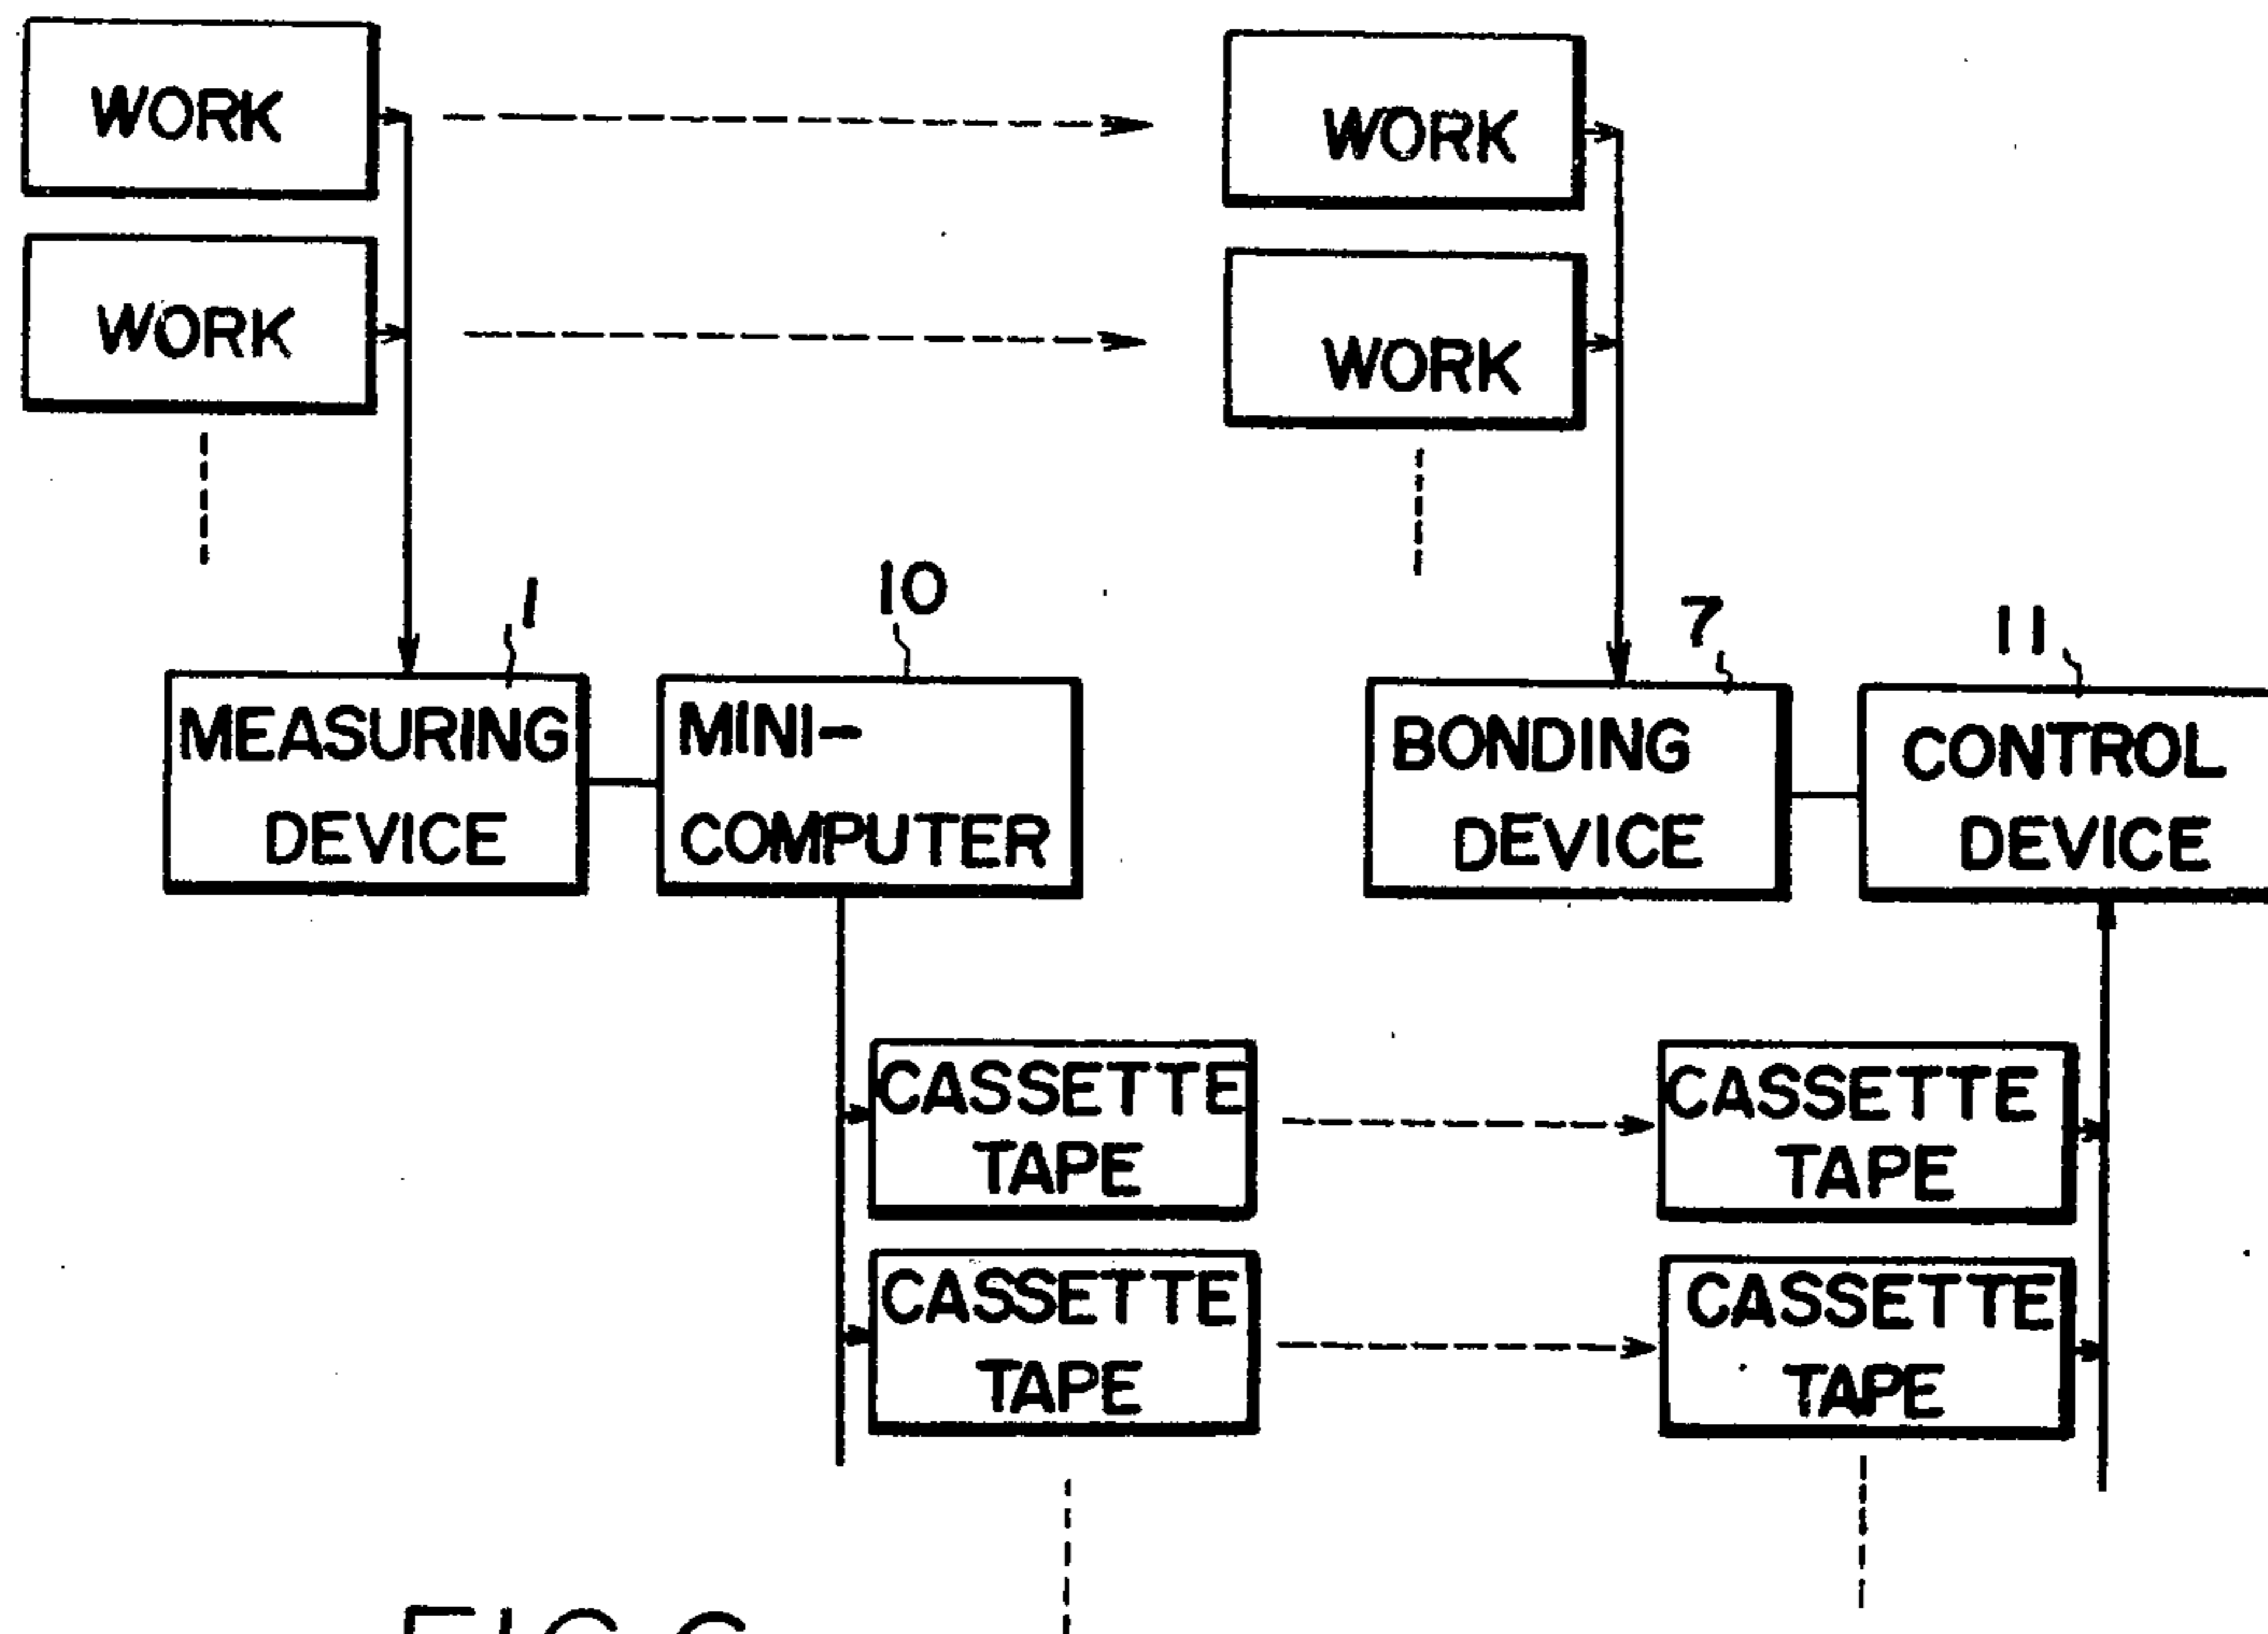 WORK
WORK
WORK
WORK
1
10
7
11
MEASURING
DEVICE
MINI-
COMPUTER
BONDING
DEVICE
CONTROL
DEVICE
CASSETTE
TAPE
CASSETTE
TAPE
CASSETTE
TAPE
CASSETTE
TAPE